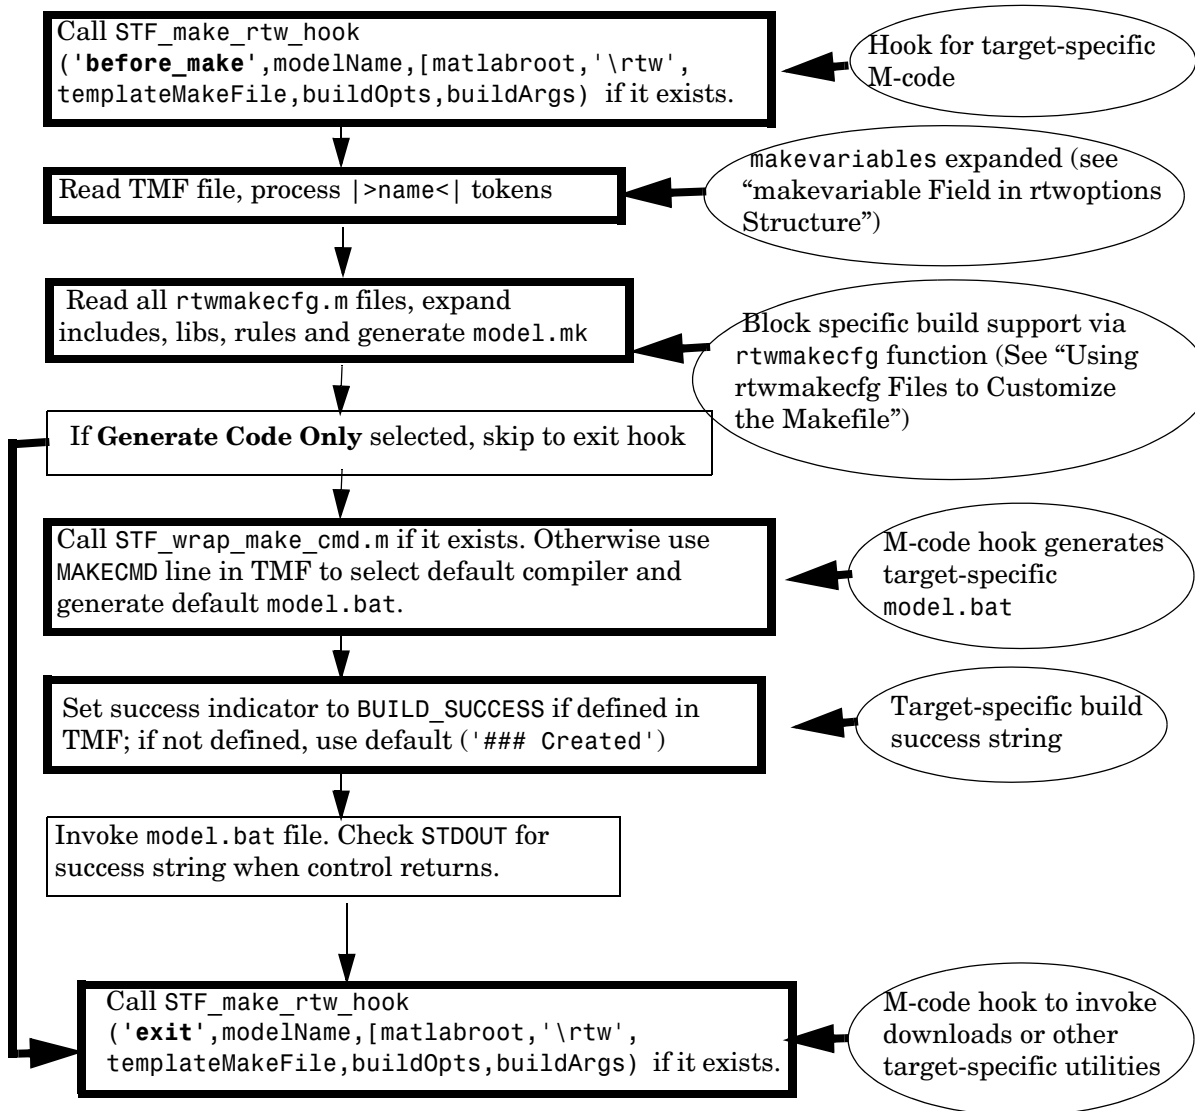 Call STF_make_rtw_hook
('before_make',modelName,[matlabroot,'\rtw',
templateMakeFile,buildOpts,buildArgs) if it exists.
Hook for target-specific
M-code
Read TMF file, process |>name<| tokens
makevariables expanded (see
“makevariable Field in rtwoptions
Structure”)
Read all rtwmakecfg.m files, expand
includes, libs, rules and generate model.mk
Block specific build support via
rtwmakecfg function (See “Using
rtwmakecfg Files to Customize
the Makefile”)
If Generate Code Only selected, skip to exit hook
Call STF_wrap_make_cmd.m if it exists. Otherwise use
MAKECMD line in TMF to select default compiler and
generate default model.bat.
M-code hook generates
target-specific
model.bat
Set success indicator to BUILD_SUCCESS if defined in
TMF; if not defined, use default ('### Created')
Target-specific build
success string
Invoke model.bat file. Check STDOUT for
success string when control returns.
Call STF_make_rtw_hook
('exit',modelName,[matlabroot,'\rtw',
templateMakeFile,buildOpts,buildArgs) if it exists.
M-code hook to invoke
downloads or other
target-specific utilities